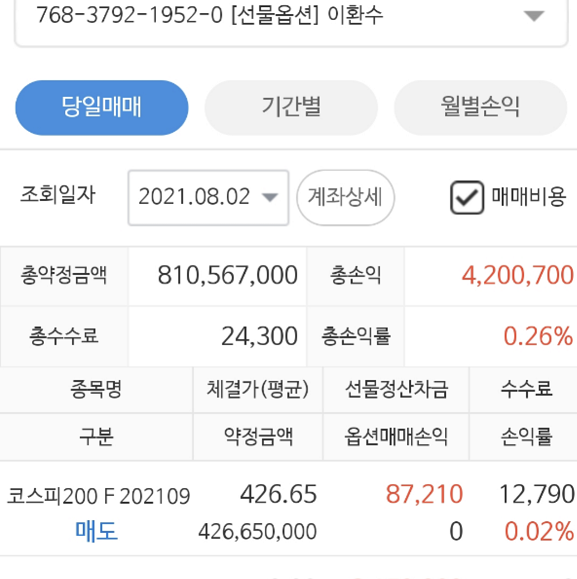 768-3792-1952-0 [선물옵션] 이환수
당일매매 기간별 월별손익
조회일자 2021.08.02 계좌상세 매매비용
총약정금액 810,567,000 총손익 4,200,700
총수수료 24,300 총손익률 0.26%
종목명 체결가(평균) 선물정산차금 수수료
구분 약정금액 옵션매매손익 손익률
코스피200 F 202109 426.65 87,210 12,790
매도 426,650,000 0 0.02%